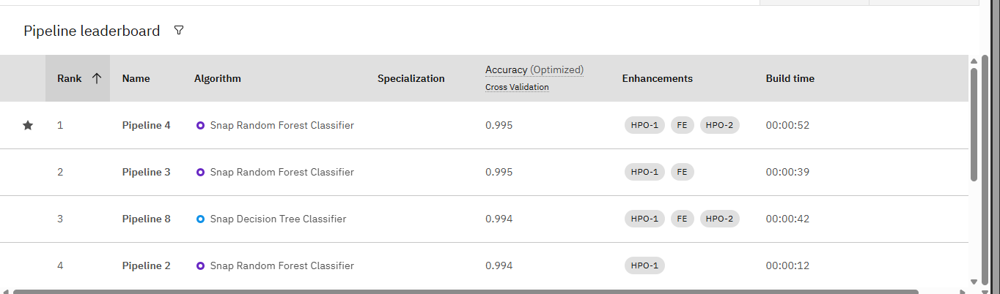 Pipeline leaderboard
Rank Name Algorithm Specialization Accuracy (Optimized) Enhancements Build time
Cross Validation
1 Pipeline 4 Snap Random Forest Classifier 0.995 HPO-1 FE HPO-2 00:00:52
2 Pipeline 3 Snap Random Forest Classifier 0.995 HPO-1 FE 00:00:39
3 Pipeline 8 Snap Decision Tree Classifier 0.994 HPO-1 FE HPO-2 00:00:42
4 Pipeline 2 Snap Random Forest Classifier 0.994 HPO-1 00:00:12